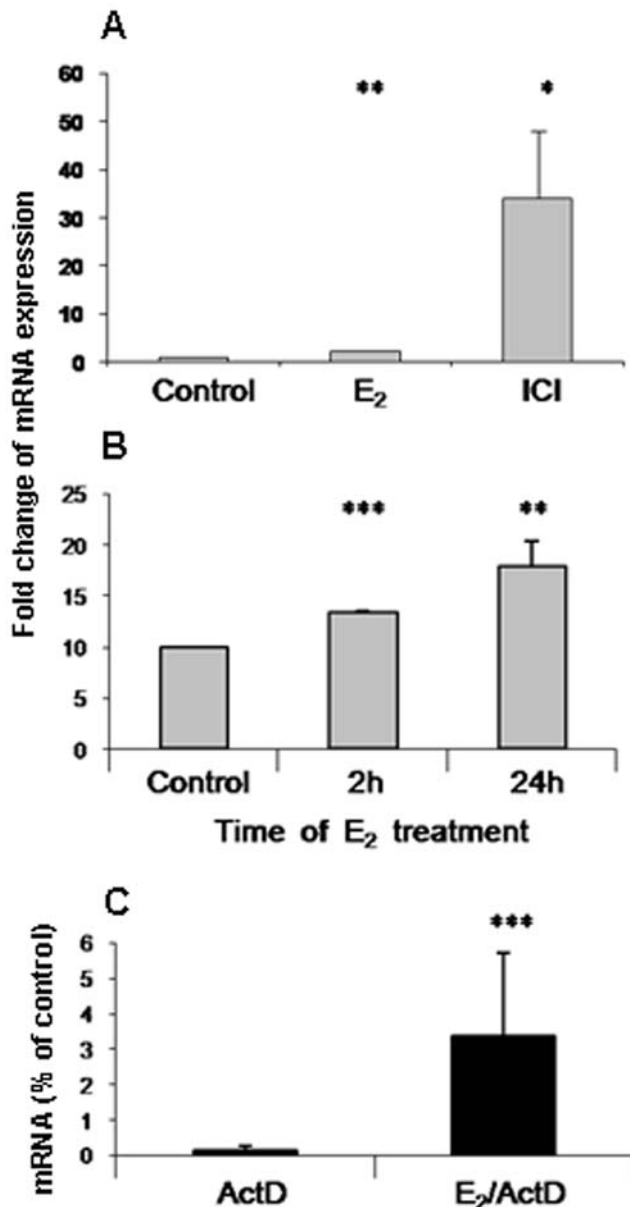 A
Fold change of mRNA expression
60
** *
50
40
30
20
10
0
Control E₂ ICI
B
25
*** **
20
15
10
5
0
Control 2h 24h
Time of E₂ treatment
C
mRNA (% of control)
***
6
5
4
3
2
1
0
ActD E₂/ActD